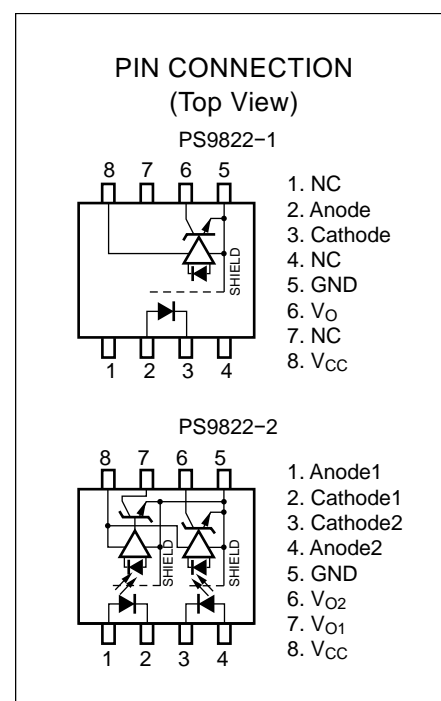 PIN CONNECTION
(Top View)
PS9822−1
8 7 6 5
SHIELD
1 2 3 4
1. NC
2. Anode
3. Cathode
4. NC
5. GND
6. VO
7. NC
8. VCC
PS9822−2
8 7 6 5
SHIELD SHIELD
1 2 3 4
1. Anode1
2. Cathode1
3. Cathode2
4. Anode2
5. GND
6. VO2
7. VO1
8. VCC